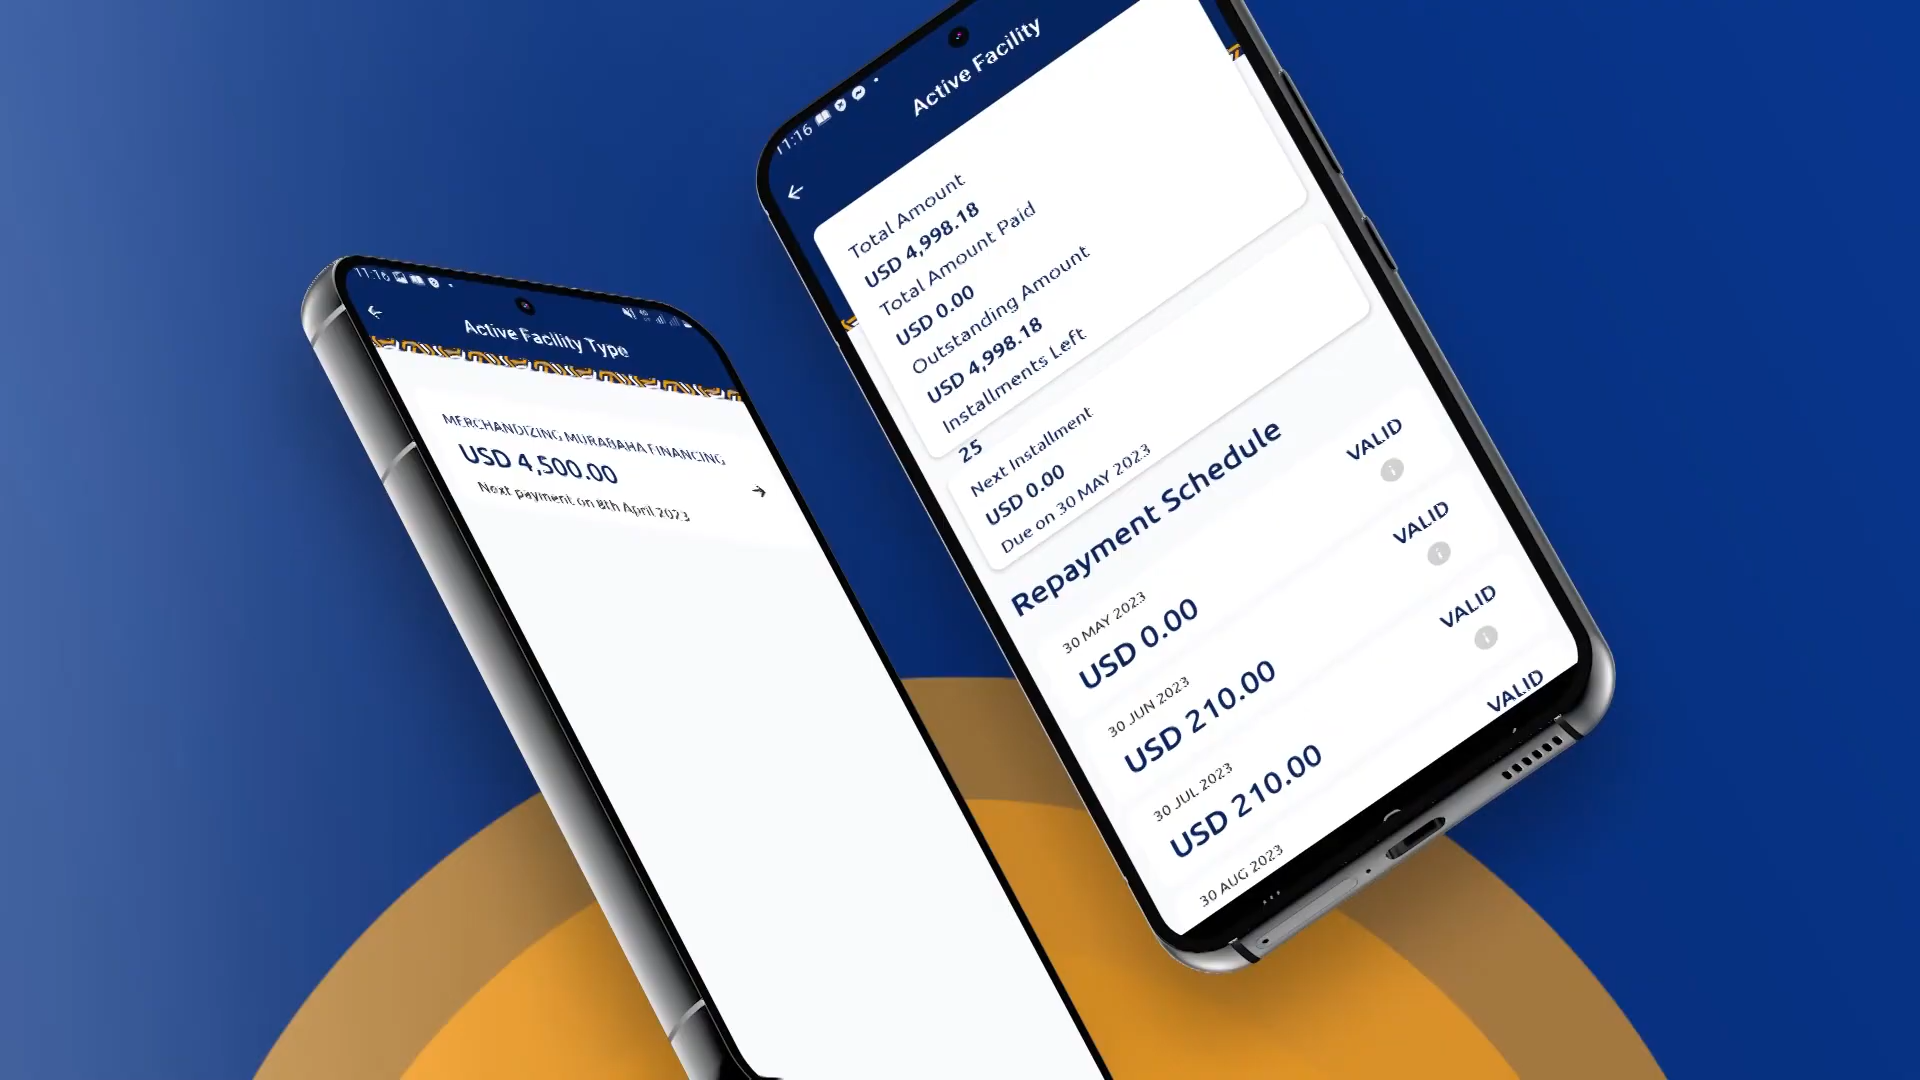 11:16
Active Facility Type
MERCHANDIZING MURABAHA FINANCING
USD 4,500.00
Next payment on 8th April 2023
11:16
Active Facility
Total Amount
USD 4,998.18
Total Amount Paid
USD 0.00
Outstanding Amount
USD 4,998.18
Installments Left
25
Next Installment
USD 0.00
Due on 30 MAY 2023
Repayment Schedule
30 MAY 2023
USD 0.00
VALID
30 JUN 2023
USD 210.00
VALID
30 JUL 2023
USD 210.00
VALID
30 AUG 2023
VALID